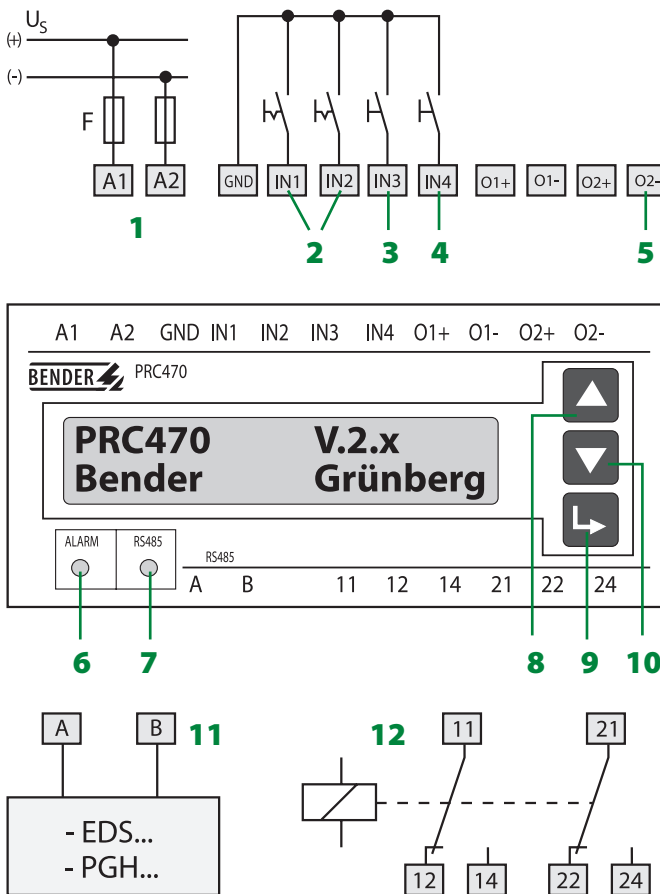 U_S
(+)
(-)
F
A1 A2 GND IN1 IN2 IN3 IN4 O1+ O1- O2+ O2-
1 2 3 4 5
A1 A2 GND IN1 IN2 IN3 IN4 O1+ O1- O2+ O2-
BENDER PRC470
PRC470 V.2.x
Bender Grünberg
ALARM RS485 RS485
A B 11 12 14 21 22 24
6 7 8 9 10
A B 11 12 11 21
- EDS...
- PGH...
12 14 22 24